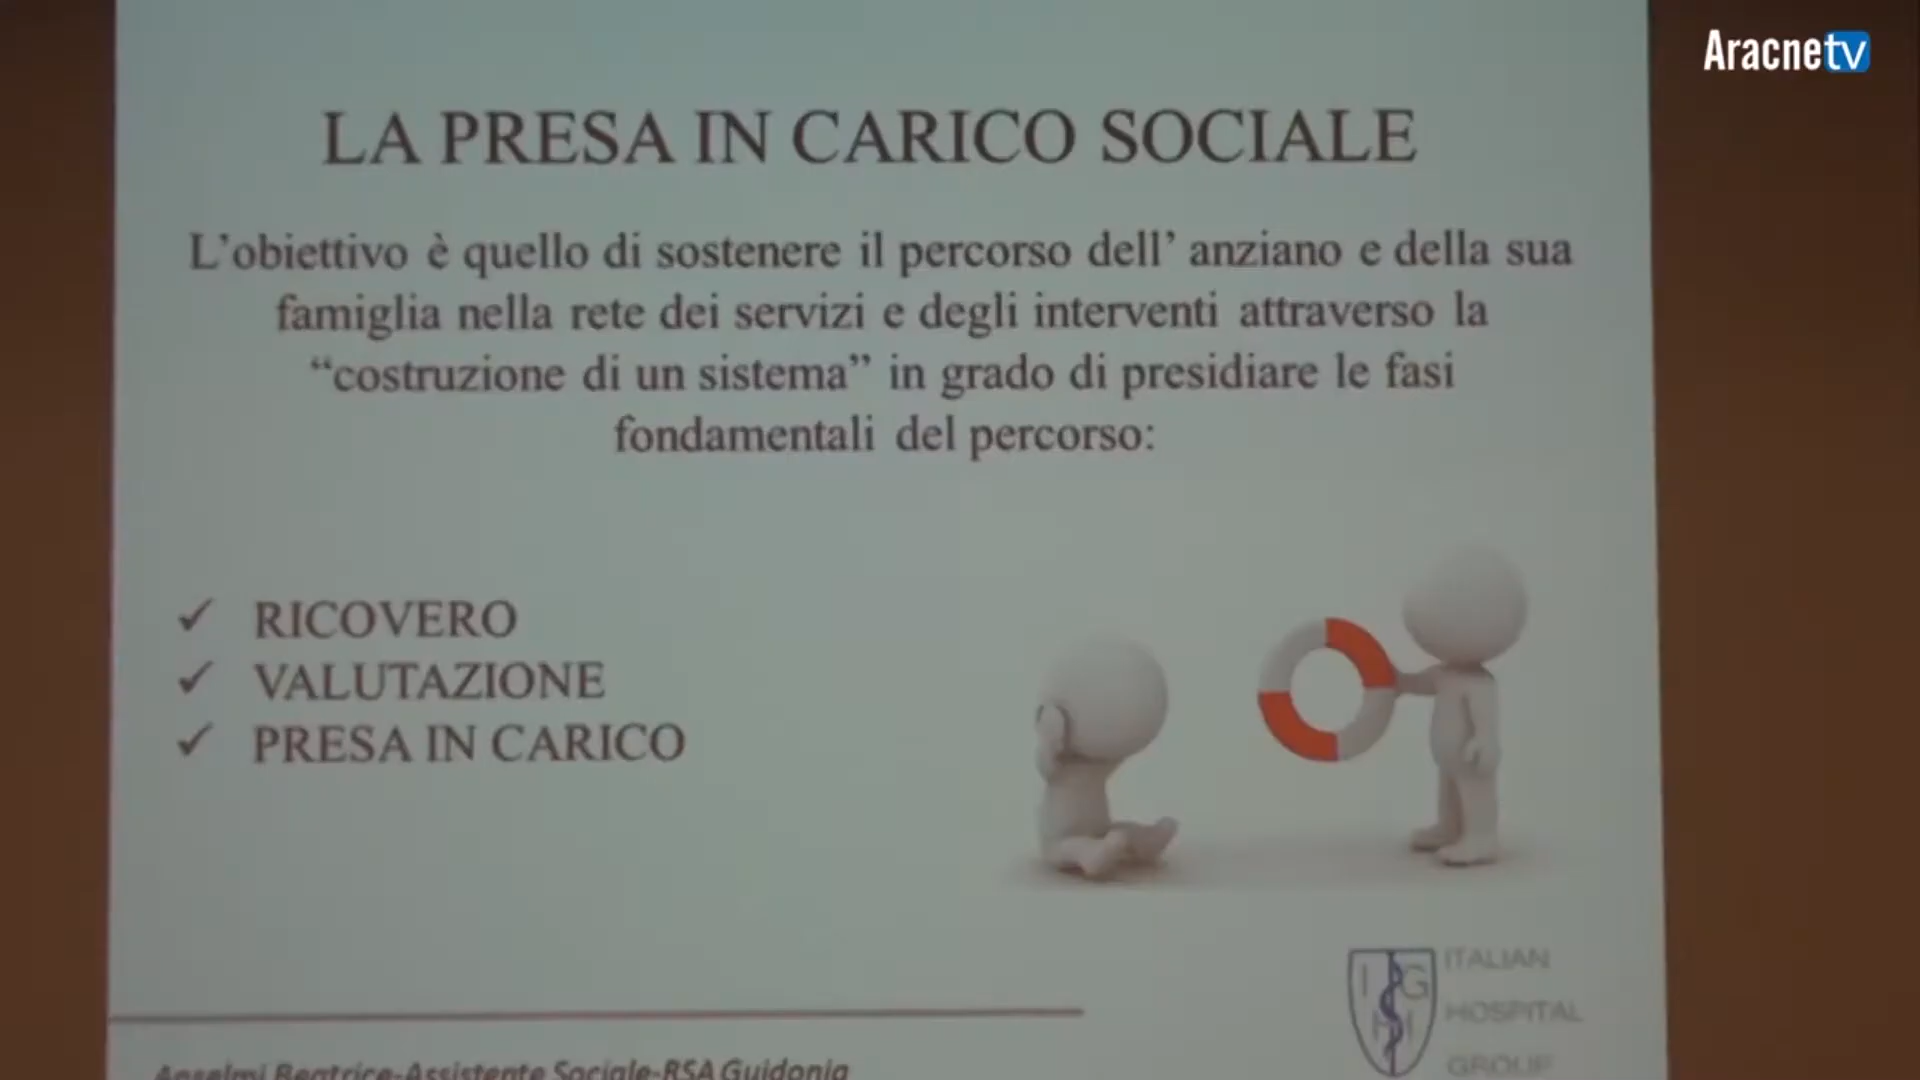 Aracnetv
LA PRESA IN CARICO SOCIALE
L'obiettivo è quello di sostenere il percorso dell' anziano e della sua
famiglia nella rete dei servizi e degli interventi attraverso la
“costruzione di un sistema” in grado di presidiare le fasi
fondamentali del percorso:
✓ RICOVERO
✓ VALUTAZIONE
✓ PRESA IN CARICO
I G
H
ITALIAN
HOSPITAL
GROUP
Anselmi Beatrice-Assistente Sociale-RSA Guidonia